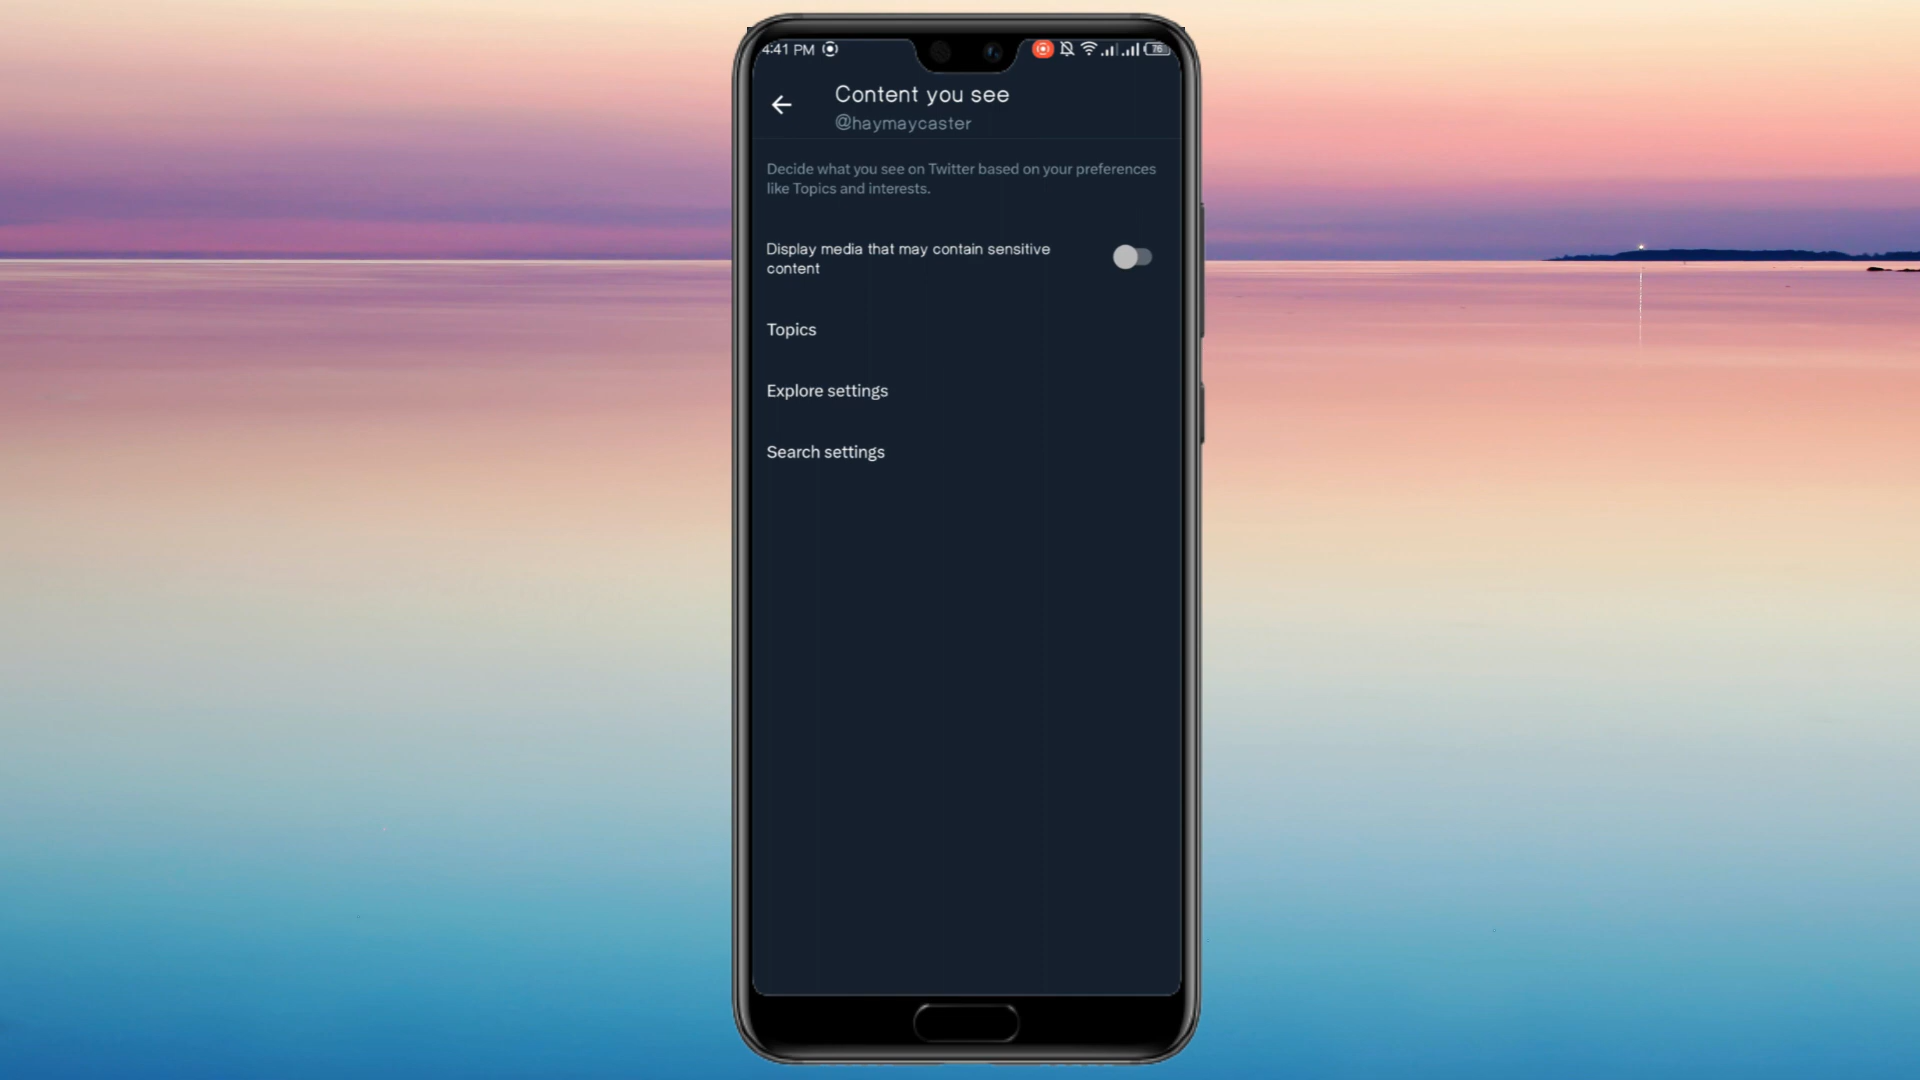 4:41 PM
76
Content you see
@haymaycaster
Decide what you see on Twitter based on your preferences
like Topics and interests.
Display media that may contain sensitive
content
Topics
Explore settings
Search settings